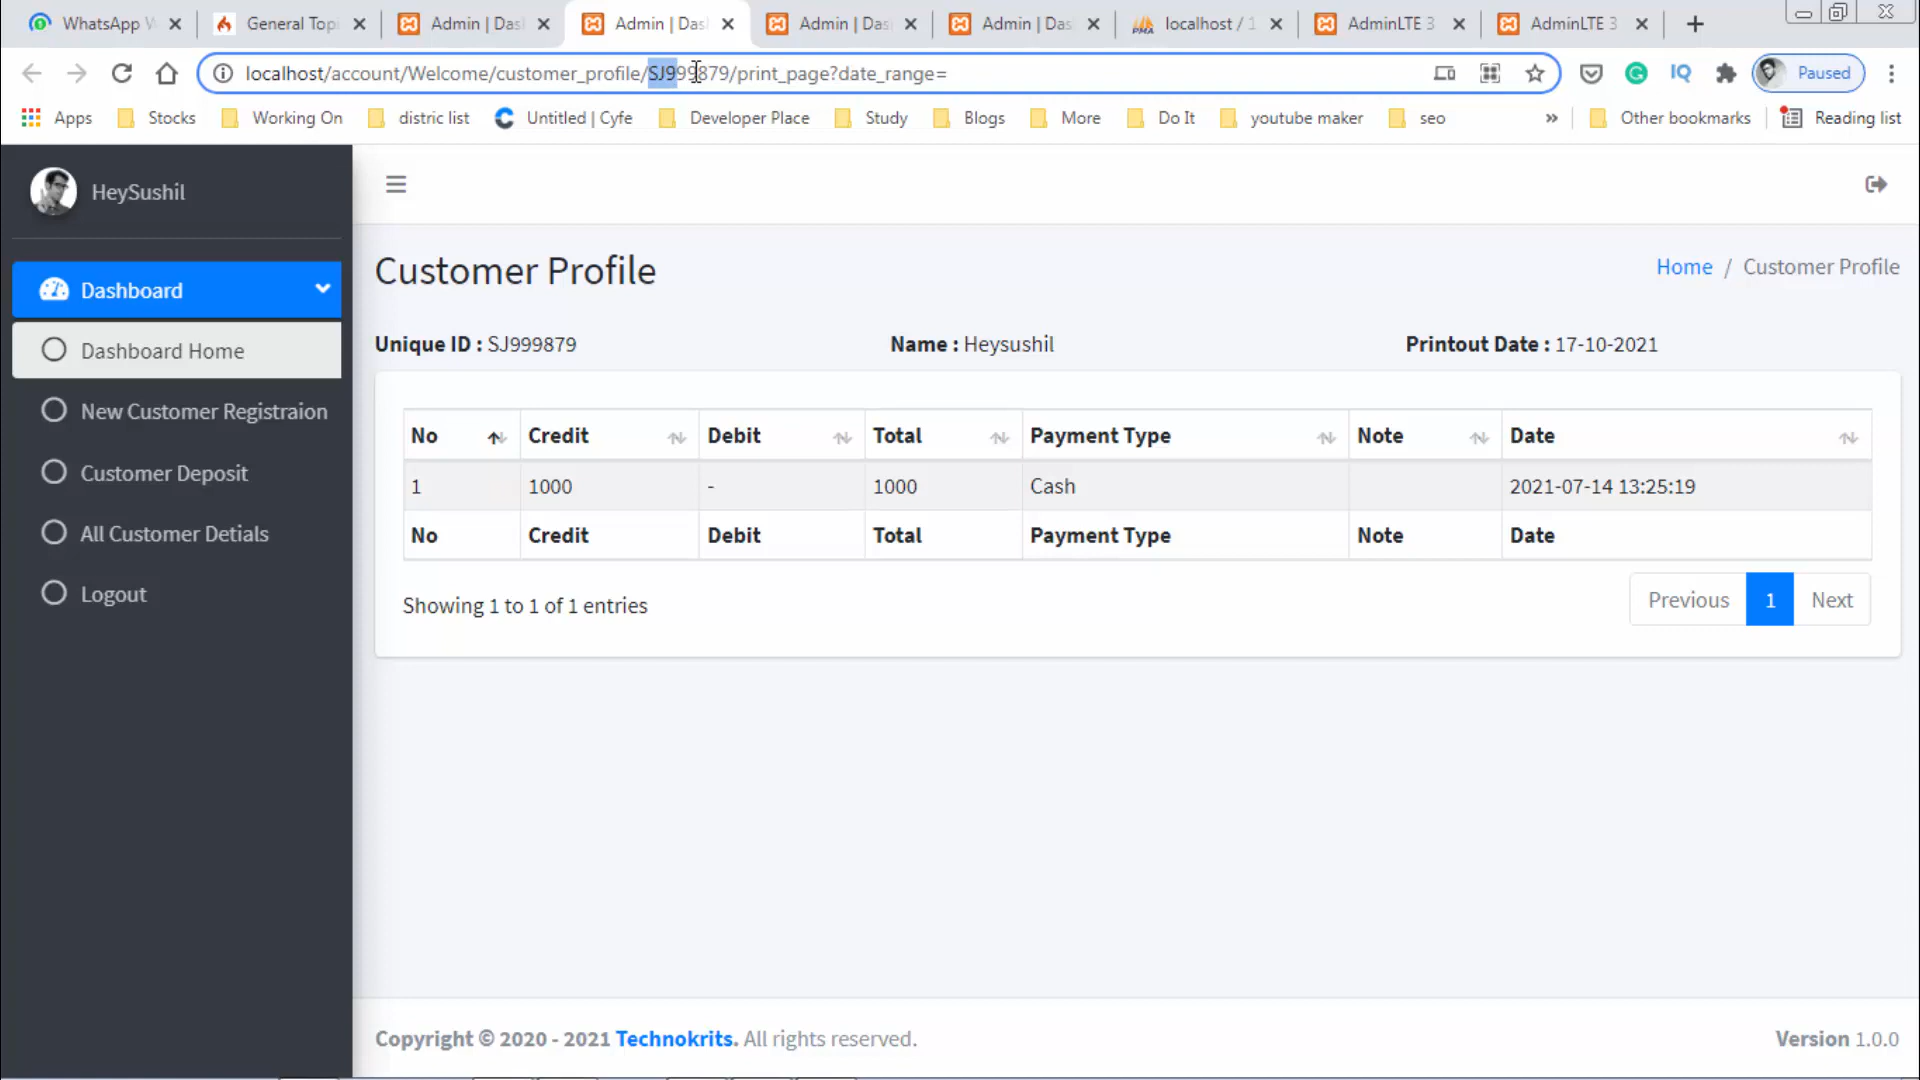 WhatsApp W
General Topi
Admin | Das
Admin | Das
Admin | Das
Admin | Das
localhost / 1
AdminLTE 3
AdminLTE 3
localhost/account/Welcome/customer_profile/SJ999879/print_page?date_range=
IQ
Paused
Apps
Stocks
Working On
distric list
Untitled | Cyfe
Developer Place
Study
Blogs
More
Do It
youtube maker
seo
»
Other bookmarks
Reading list
HeySushil
Dashboard
Dashboard Home
New Customer Registraion
Customer Deposit
All Customer Detials
Logout
Customer Profile
Home / Customer Profile
Unique ID : SJ999879 Name : Heysushil Printout Date : 17-10-2021
No Credit Debit Total Payment Type Note Date
1 1000 - 1000 Cash 2021-07-14 13:25:19
No Credit Debit Total Payment Type Note Date
Showing 1 to 1 of 1 entries
Previous 1 Next
Copyright © 2020 - 2021 Technokrits. All rights reserved.
Version 1.0.0